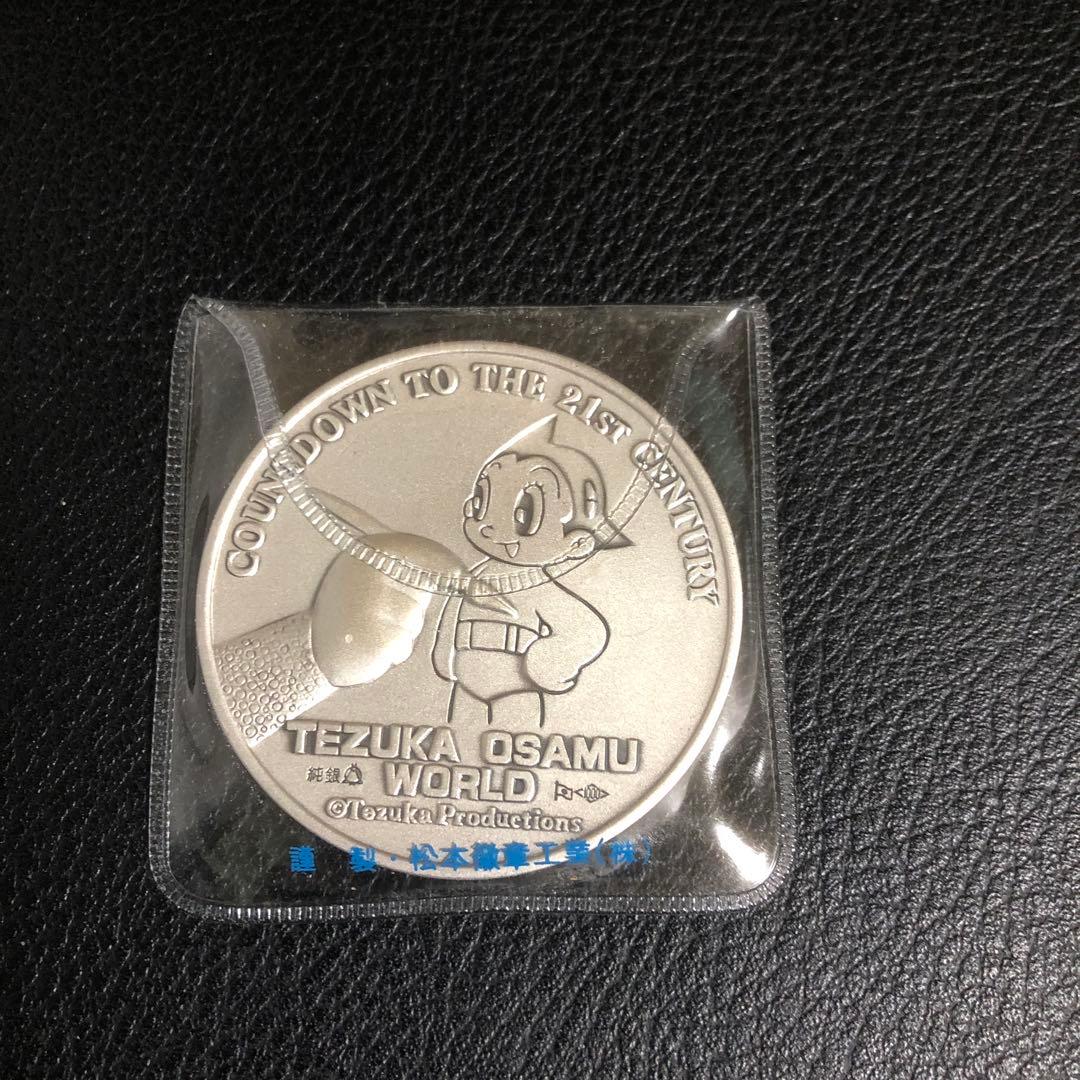 COUNTDOWN TO THE 21ST CENTURY
TEZUKA OSAMU
純銀 WORLD
©Tezuka Productions
謹製・松本徽章工業(株)